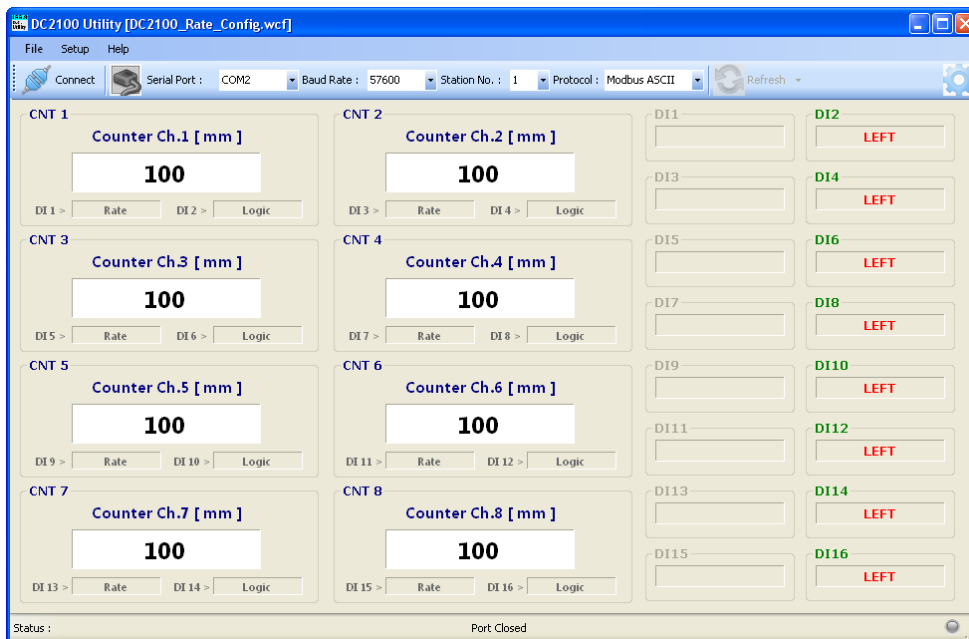 DC2100 Utility [DC2100_Rate_Config.wcf]
File Setup Help
Connect Serial Port : COM2 Baud Rate : 57600 Station No. : 1 Protocol : Modbus ASCII Refresh
CNT 1
Counter Ch.1 [ mm ]
100
DI 1 > Rate DI 2 > Logic
CNT 2
Counter Ch.2 [ mm ]
100
DI 3 > Rate DI 4 > Logic
DI1
DI2
LEFT
DI3
DI4
LEFT
CNT 3
Counter Ch.3 [ mm ]
100
DI 5 > Rate DI 6 > Logic
CNT 4
Counter Ch.4 [ mm ]
100
DI 7 > Rate DI 8 > Logic
DI5
DI6
LEFT
DI7
DI8
LEFT
CNT 5
Counter Ch.5 [ mm ]
100
DI 9 > Rate DI 10 > Logic
CNT 6
Counter Ch.6 [ mm ]
100
DI 11 > Rate DI 12 > Logic
DI9
DI10
LEFT
DI11
DI12
LEFT
CNT 7
Counter Ch.7 [ mm ]
100
DI 13 > Rate DI 14 > Logic
CNT 8
Counter Ch.8 [ mm ]
100
DI 15 > Rate DI 16 > Logic
DI13
DI14
LEFT
DI15
DI16
LEFT
Status : Port Closed